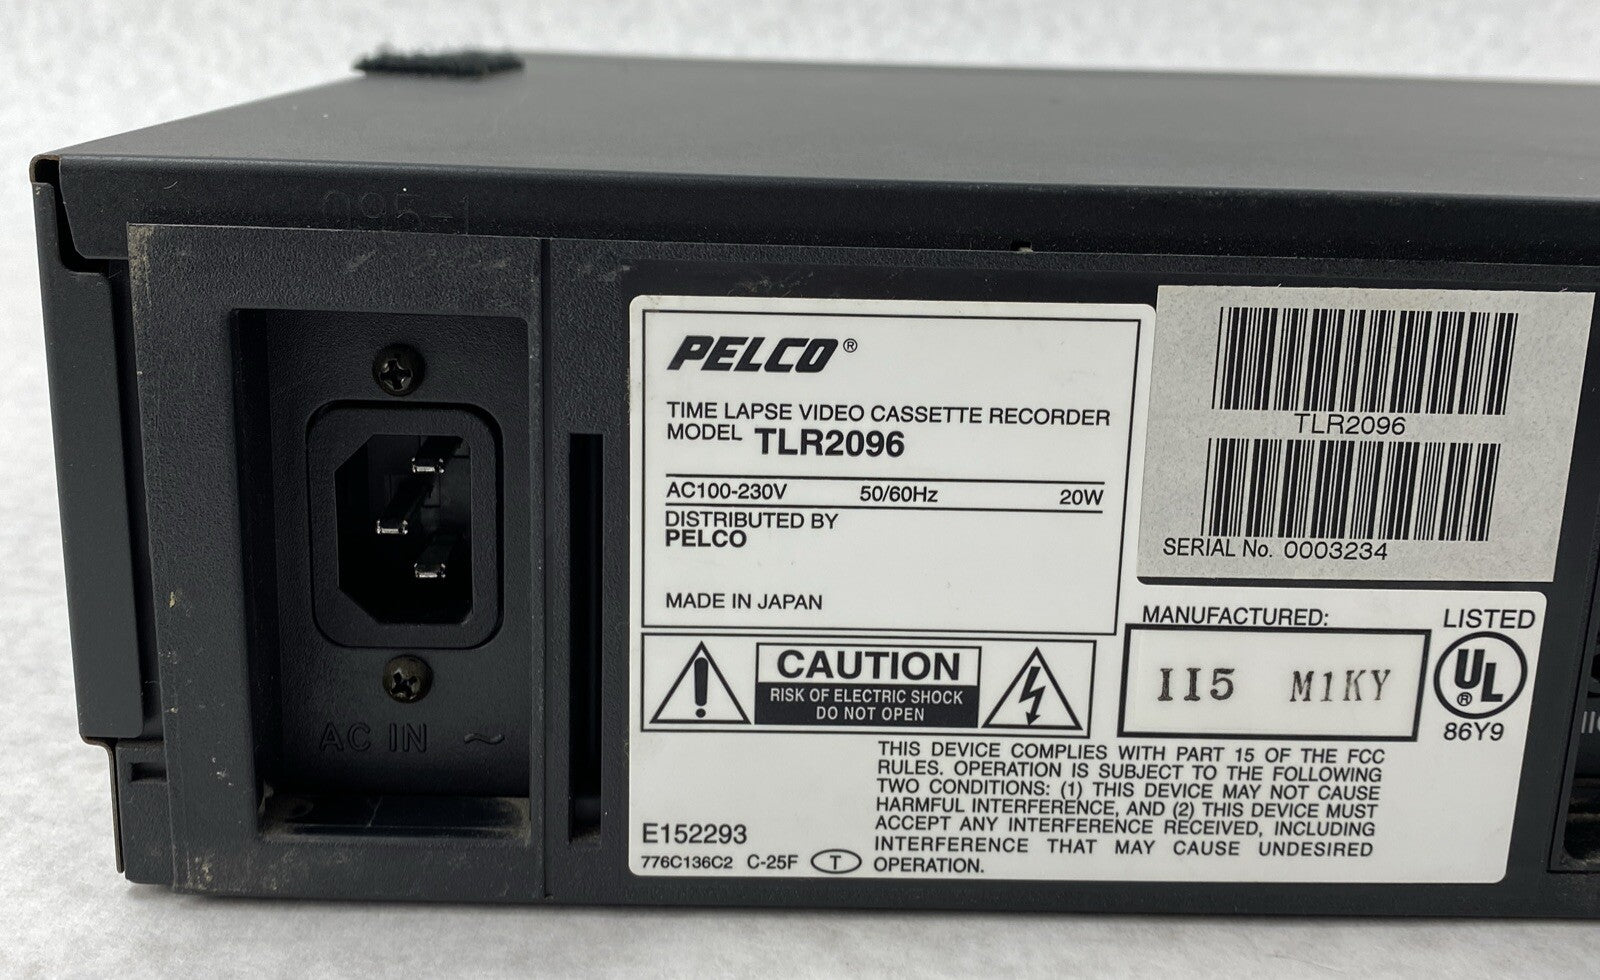 096-1
AC IN ~
PELCO®
TIME LAPSE VIDEO CASSETTE RECORDER
MODEL TLR2096
AC100-230V 50/60Hz 20W
DISTRIBUTED BY
PELCO
MADE IN JAPAN
TLR2096
SERIAL No. 0003234
MANUFACTURED:
II5 M1KY
LISTED
UL®
86Y9
CAUTION
RISK OF ELECTRIC SHOCK
DO NOT OPEN
THIS DEVICE COMPLIES WITH PART 15 OF THE FCC
RULES. OPERATION IS SUBJECT TO THE FOLLOWING
TWO CONDITIONS: (1) THIS DEVICE MAY NOT CAUSE
HARMFUL INTERFERENCE, AND (2) THIS DEVICE MUST
ACCEPT ANY INTERFERENCE RECEIVED, INCLUDING
INTERFERENCE THAT MAY CAUSE UNDESIRED
OPERATION.
E152293
776C136C2 C-25F T